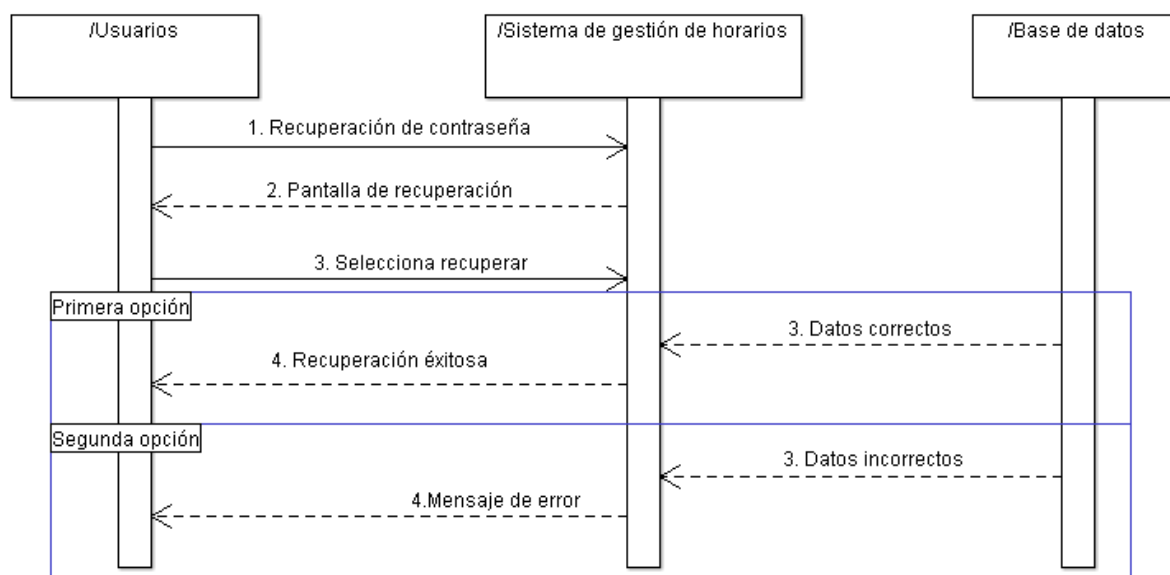 /Usuarios
/Sistema de gestión de horarios
/Base de datos
1. Recuperación de contraseña
2. Pantalla de recuperación
3. Selecciona recuperar
Primera opción
3. Datos correctos
4. Recuperación éxitosa
Segunda opción
3. Datos incorrectos
4.Mensaje de error